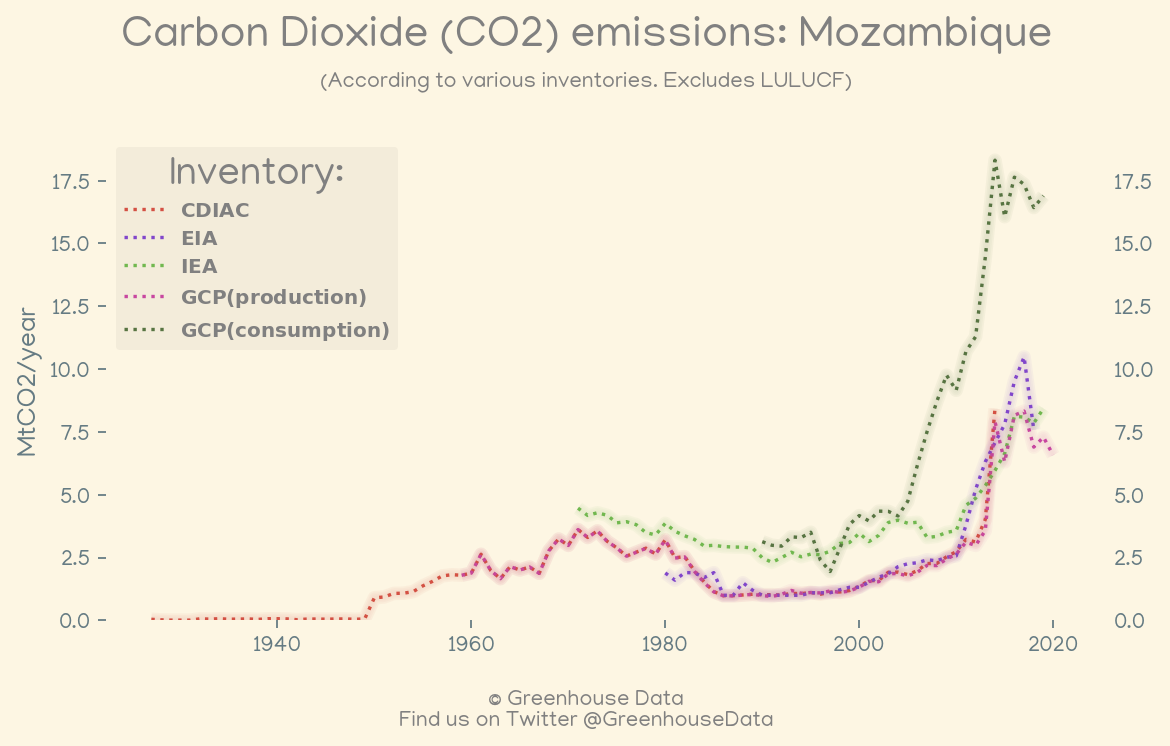 Carbon Dioxide (CO2) emissions: Mozambique
(According to various inventories. Excludes LULUCF)
Inventory:
CDIAC
EIA
IEA
GCP(production)
GCP(consumption)
MtCO2/year
17.5
15.0
12.5
10.0
7.5
5.0
2.5
0.0
17.5
15.0
12.5
10.0
7.5
5.0
2.5
0.0
1940 1960 1980 2000 2020
© Greenhouse Data
Find us on Twitter @GreenhouseData